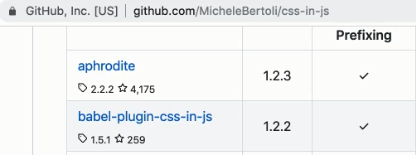 GitHub, Inc. [US] | github.com/MicheleBertoli/css-in-js
Prefixing
aphrodite
1.2.3 ✓
2.2.2 ☆ 4,175
babel-plugin-css-in-js
1.2.2 ✓
1.5.1 ☆ 259